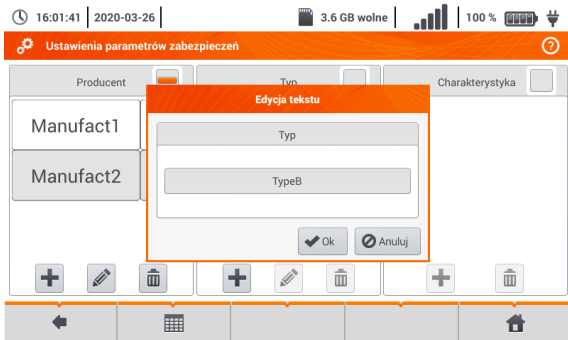 16:01:41 2020-03-26 3.6 GB wolne 100 %
Ustawienia parametrów zabezpieczeń ?
Producent Typ Charakterystyka
Edycja tekstu
Manufact1
Typ
Manufact2
TypeB
Ok Anuluj